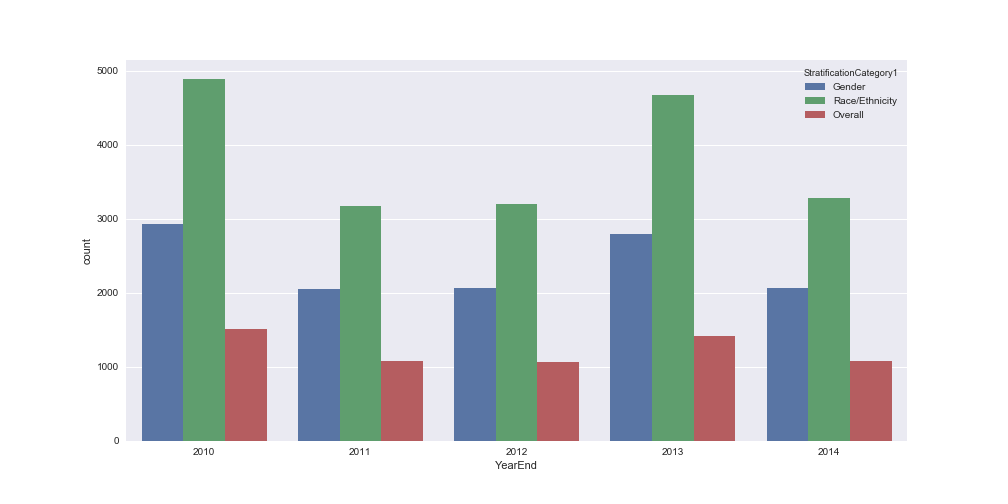 StratificationCategory1
Gender
Race/Ethnicity
Overall
5000
4000
3000
2000
1000
0
count
2010 2011 2012 2013 2014
YearEnd